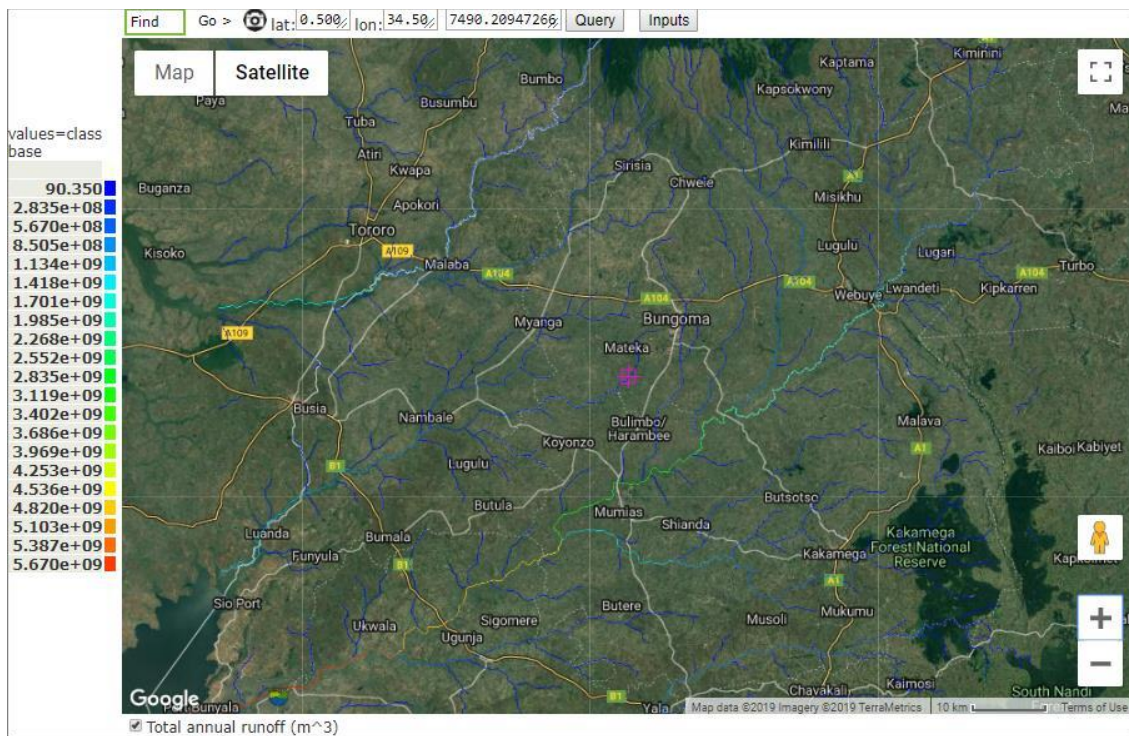 Find Go > lat: 0.500 lon: 34.50 7490.2094726 Query Inputs
Map Satellite
values=class
base
90.350
2.835e+08
5.670e+08
8.505e+08
1.134e+09
1.418e+09
1.701e+09
1.985e+09
2.268e+09
2.552e+09
2.835e+09
3.119e+09
3.402e+09
3.686e+09
3.969e+09
4.253e+09
4.536e+09
4.820e+09
5.103e+09
5.387e+09
5.670e+09
Kiminini
Kaptama
Bumbo
Kapsokwony
Paya
Busumbu
Tuba
Kimilili
Atiri
Sirisia
Kwapa
Chwele
A1
Buganza
Misikhu
Apokori
Tororo
Lugulu
Kisoko
A109
Lugari
Malaba
A104
A104
Turbo
A104
Webuye
Lwandeti
Kipkarren
A104
Myanga
Bungoma
A109
Mateka
Busia
Nambale
Bulimbo/
Harambee
Malava
Koyonzo
A1
Kaiboi
Kabiyet
B1
Lugulu
Butula
Butsotso
Mumias
Luanda
Shianda
Kakamega
Forest National
Reserve
Bumala
Funyula
Kakamega
B1
A1
Sio Port
Butere
Mukumu
Ukwala
Sigomere
Musoli
Ugunja
Kaimosi
Chavakali
South Nandi
Google
B1
Yala
Map data ©2019 Imagery ©2019 TerraMetrics 10 km Terms of Use
Total annual runoff (m^3)